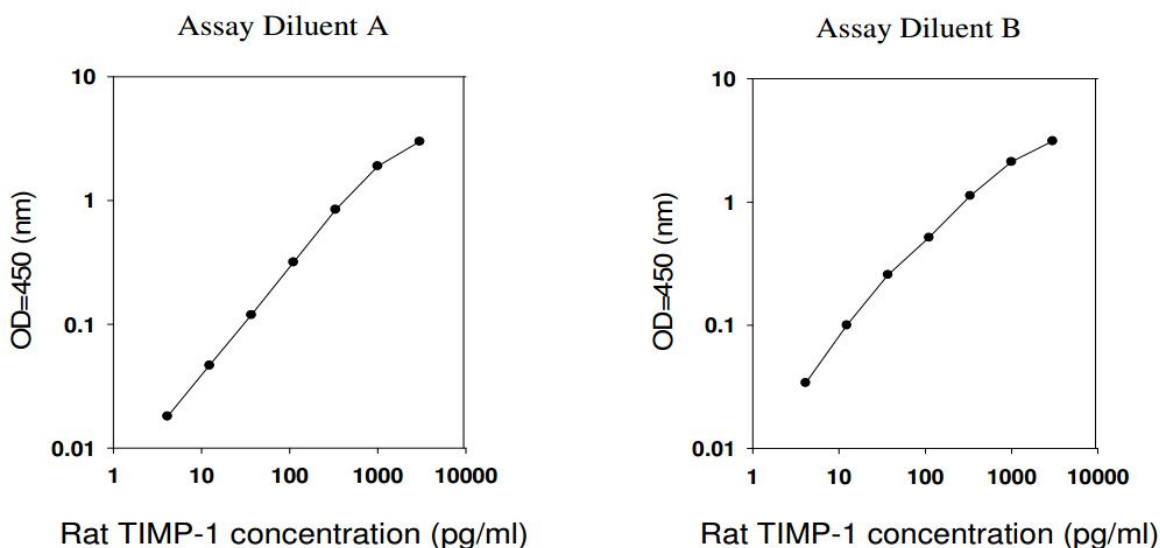 Assay Diluent A
10
1
0.1
0.01
OD=450 (nm)
1 10 100 1000 10000
Rat TIMP-1 concentration (pg/ml)
Assay Diluent B
10
1
0.1
0.01
OD=450 (nm)
1 10 100 1000 10000
Rat TIMP-1 concentration (pg/ml)